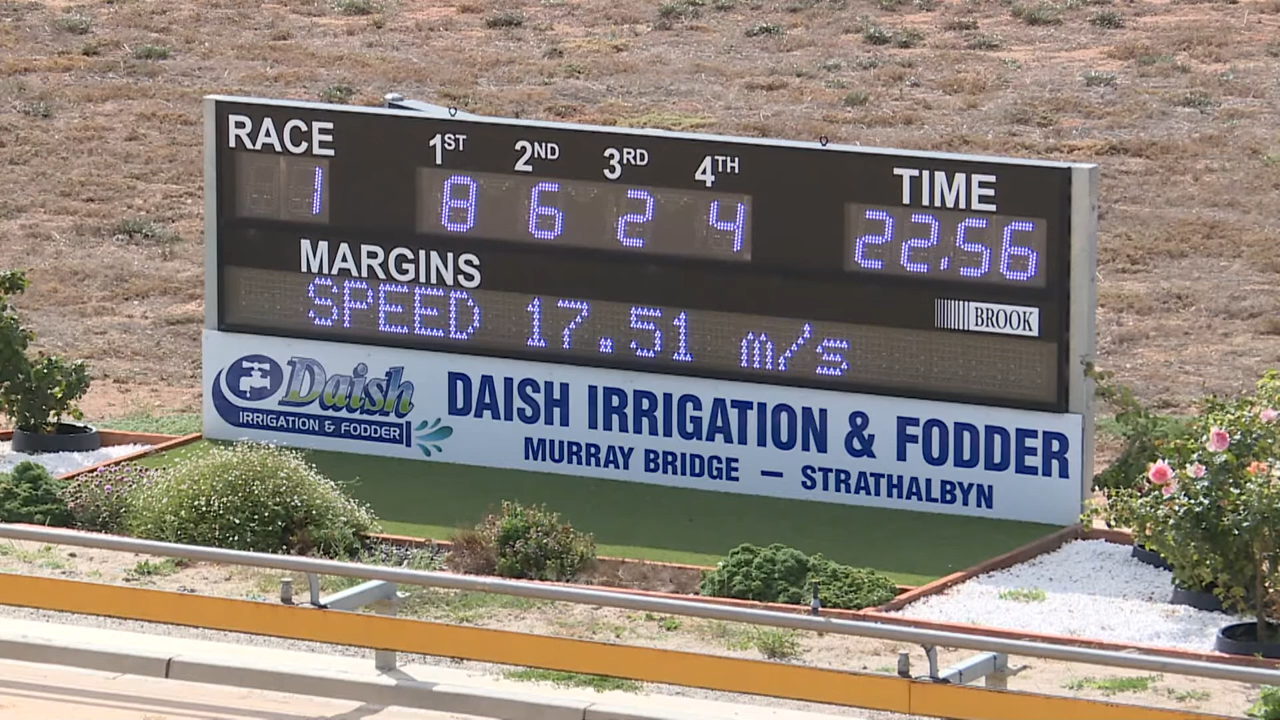 RACE 1ST 2ND 3RD 4TH TIME
1 8 6 2 4 22.56
MARGINS
BROOK
SPEED 17.51 m/s
Daish
IRRIGATION & FODDER
DAISH IRRIGATION & FODDER
MURRAY BRIDGE – STRATHALBYN